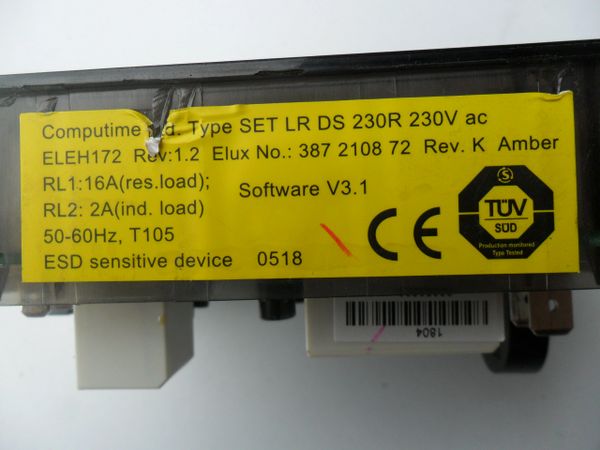 Computime Type SET LR DS 230R 230V ac
ELEH172 Rev:1.2 Elux No.: 387 2108 72 Rev. K Amber
RL1:16A(res.load);
Software V3.1
RL2: 2A(ind. load)
50-60Hz, T105
ESD sensitive device 0518
CE
S
TÜV
SÜD
Production monitored
Type Tested
1804